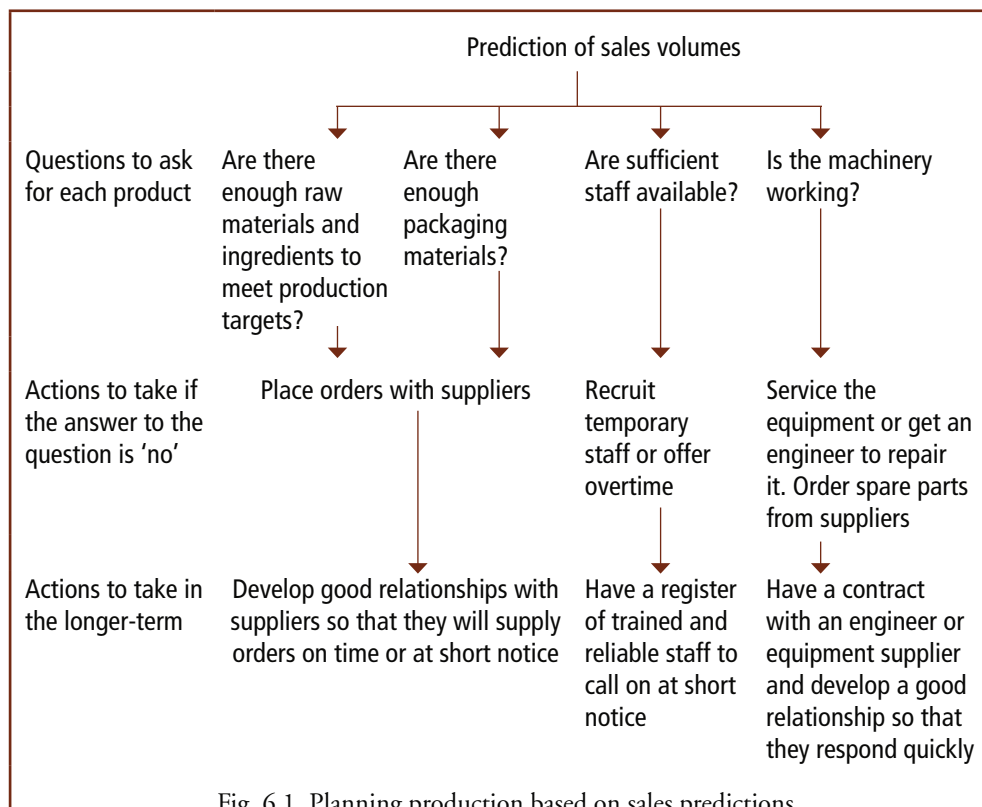 Prediction of sales volumes
Questions to ask
for each product
Are there
enough raw
materials and
ingredients to
meet production
targets?
Are there
enough
packaging
materials?
Are sufficient
staff available?
Is the machinery
working?
Actions to take if
the answer to the
question is ‘no’
Place orders with suppliers
Recruit
temporary
staff or offer
overtime
Service the
equipment or get an
engineer to repair
it. Order spare parts
from suppliers
Actions to take in
the longer-term
Develop good relationships with
suppliers so that they will supply
orders on time or at short notice
Have a register
of trained and
reliable staff to
call on at short
notice
Have a contract
with an engineer or
equipment supplier
and develop a good
relationship so that
they respond quickly
Fig. 6.1 Planning production based on sales predictions